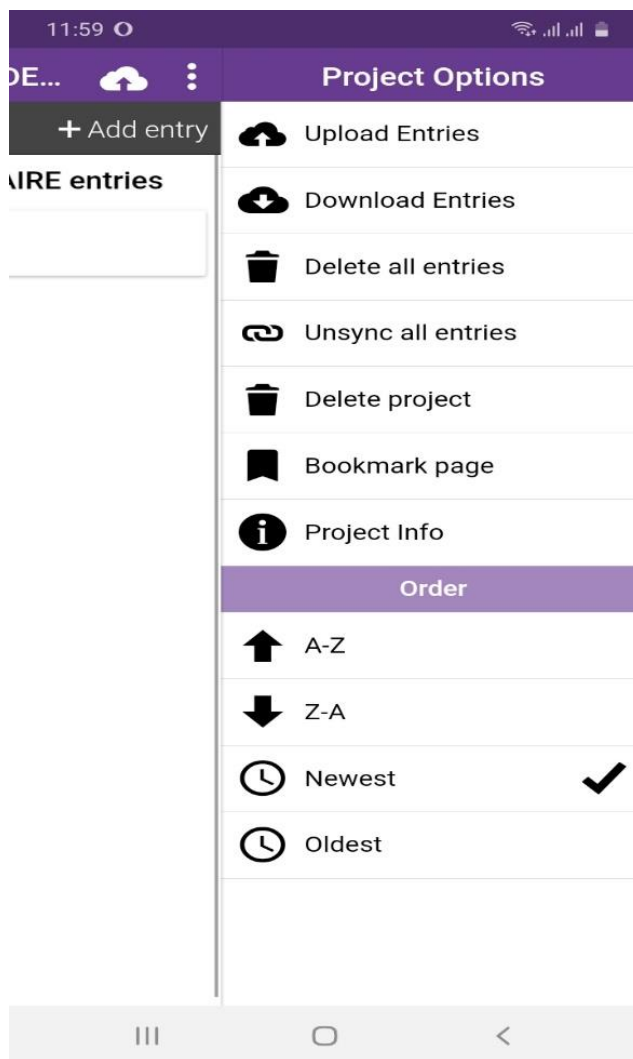 11:59
DE...
Project Options
+ Add entry
Upload Entries
AIRE entries
Download Entries
Delete all entries
Unsync all entries
Delete project
Bookmark page
Project Info
Order
A-Z
Z-A
Newest
Oldest